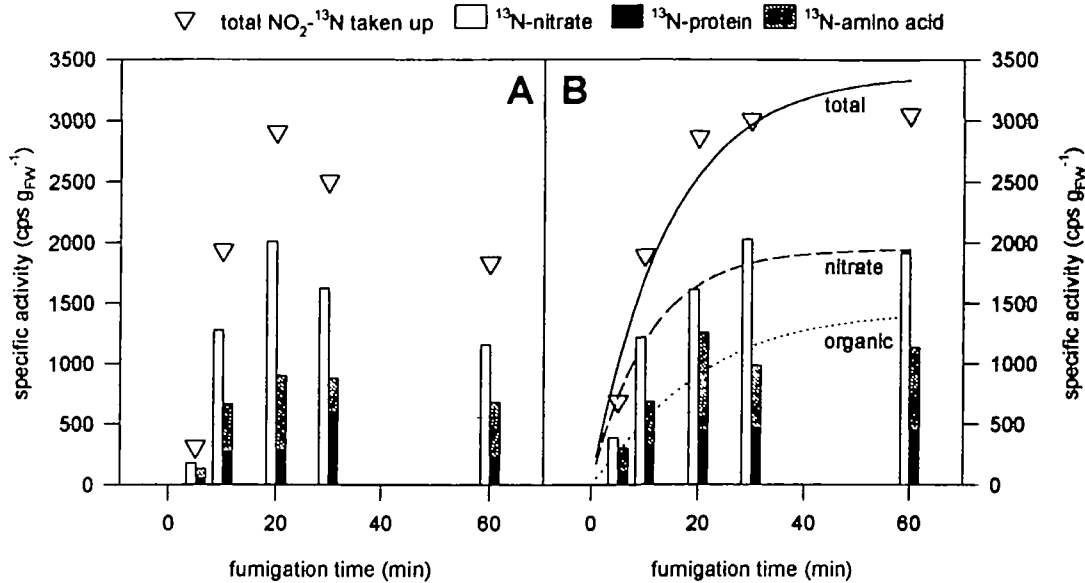 total NO₂-¹³N taken up ¹³N-nitrate ¹³N-protein ¹³N-amino acid
A
3500
3000
2500
2000
1500
1000
500
0
specific activity (cps g_FW⁻¹)
0 20 40 60
fumigation time (min)
B
total
nitrate
organic
3500
3000
2500
2000
1500
1000
500
0
specific activity (cps g_FW⁻¹)
0 20 40 60
fumigation time (min)